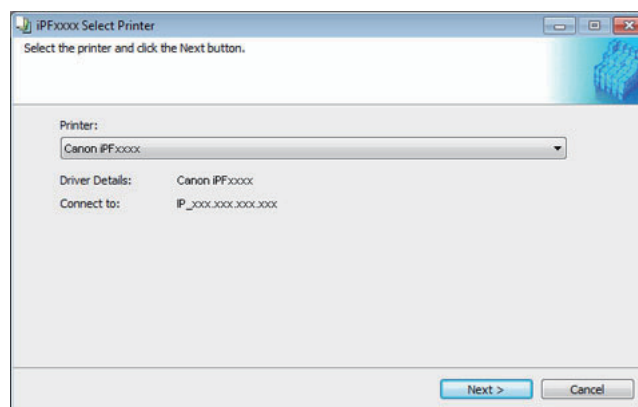 iPFxxxx Select Printer
Select the printer and click the Next button.
Printer:
Canon iPFxxxx
Driver Details: Canon iPFxxxx
Connect to: IP_xxx.xxx.xxx.xxx
Next > Cancel